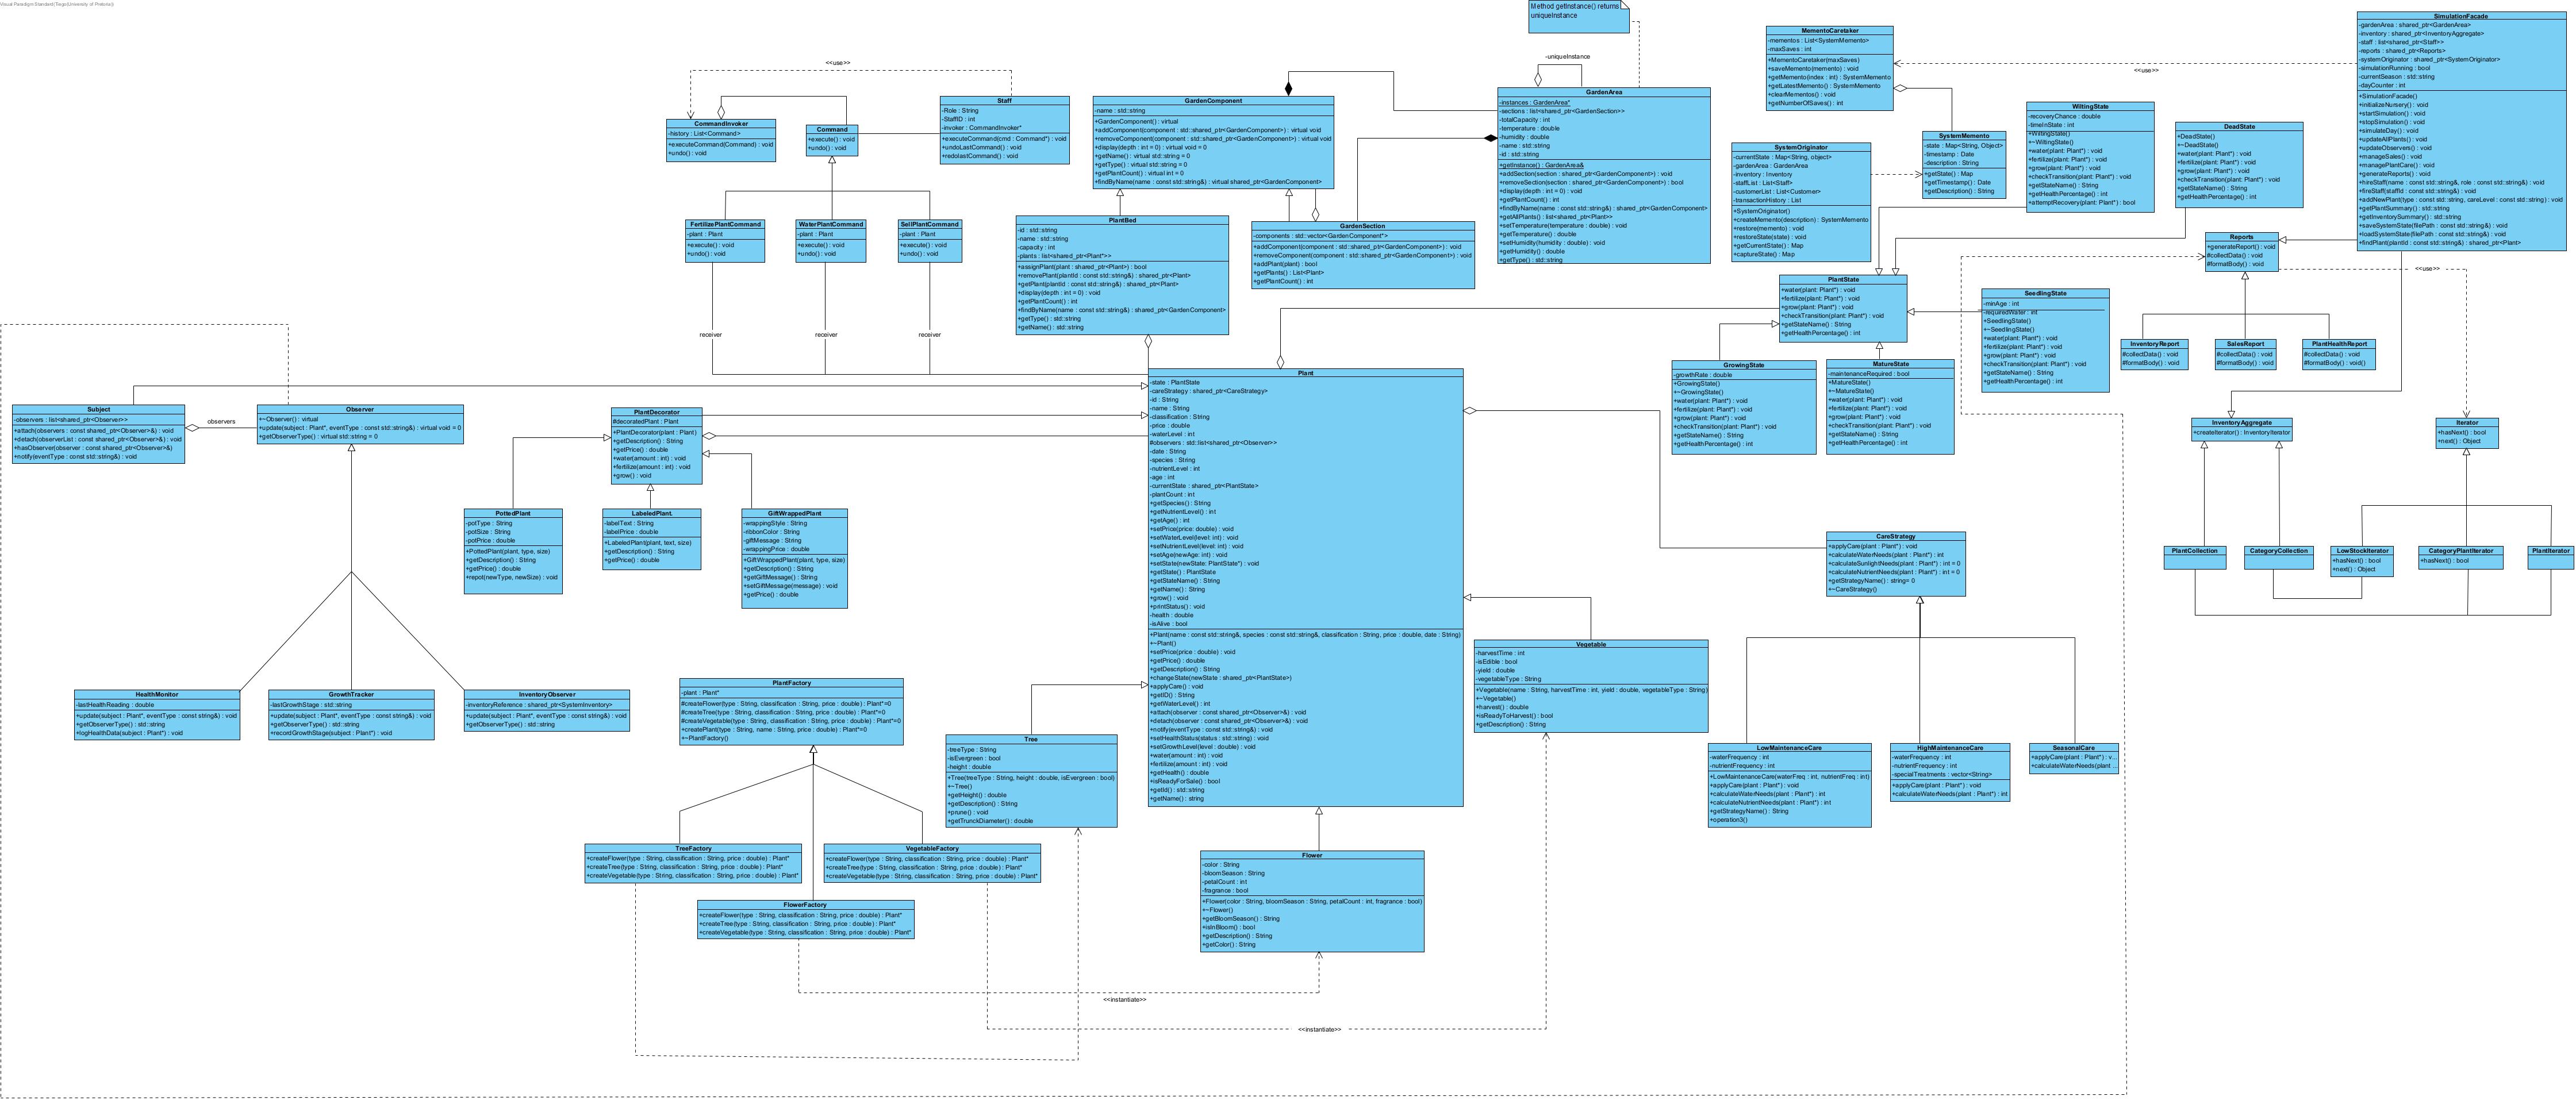 Visual Paradigm Standard(Tiego(University of Pretoria))
Method getInstance() returns
uniqueInstance
-uniqueInstance
<<use>>
CommandInvoker
-history : List<Command>
+executeCommand(Command) : void
+undo() : void
Command
+execute() : void
+undo() : void
Staff
-Role : String
-StaffID : int
-invoker : CommandInvoker*
+executeCommand(cmd : Command*) : void
+undoLastCommand() : void
+redolastCommand() : void
FertilizePlantCommand
-plant : Plant
+execute() : void
+undo() : void
WaterPlantCommand
-plant : Plant
+execute() : void
+undo() : void
SellPlantCommand
-plant : Plant
+execute() : void
+undo() : void
receiver
receiver
receiver
GardenComponent
-name : std::string
+GardenComponent() : virtual
+addComponent(component : std::shared_ptr<GardenComponent>) : virtual void
+removeComponent(component : std::shared_ptr<GardenComponent>) : virtual void
+display(depth : int = 0) : virtual void = 0
+getName() : virtual std::string = 0
+getType() : virtual std::string = 0
+getPlantCount() : virtual int = 0
+findByName(name : const std::string&) : virtual shared_ptr<GardenComponent>
PlantBed
-id : std::string
-name : std::string
-capacity : int
-plants : list<shared_ptr<Plant*>>
+assignPlant(plant : shared_ptr<Plant>) : bool
+removePlant(plantId : const std::string&) : shared_ptr<Plant>
+getPlant(plantId : const std::string&) : shared_ptr<Plant>
+display(depth : int = 0) : void
+getPlantCount() : int
+findByName(name : const std::string&) : shared_ptr<GardenComponent>
+getType() : std::string
+getName() : std::string
GardenSection
-components : std::vector<GardenComponent*>
+addComponent(component : std::shared_ptr<GardenComponent>) : void
+removeComponent(component : std::shared_ptr<GardenComponent>) : void
+addPlant(plant) : bool
+getPlants() : List<Plant>
+getPlantCount() : int
GardenArea
-instances : GardenArea*
-sections : list<shared_ptr<GardenSection>>
-totalCapacity : int
-temperature : double
-humidity : double
-name : std::string
-id : std::string
+getInstance() : GardenArea&
+addSection(section : shared_ptr<GardenComponent>) : void
+removeSection(section : shared_ptr<GardenComponent>) : bool
+display(depth : int = 0) : void
+getPlantCount() : int
+findByName(name : const std::string&) : shared_ptr<GardenComponent>
+getAllPlants() : list<shared_ptr<Plant>>
+setTemperature(temperature : double) : void
+getTemperature() : double
+setHumidity(humidity : double) : void
+getHumidity() : double
+getType() : std::string
MementoCaretaker
-mementos : List<SystemMemento>
-maxSaves : int
+MementoCaretaker(maxSaves)
+saveMemento(memento) : void
+getMemento(index : int) : SystemMemento
+getLatestMemento() : SystemMemento
+clearMementos() : void
+getNumberOfSaves() : int
SystemOriginator
-currentState : Map<String, object>
-gardenArea : GardenArea
-inventory : Inventory
-staffList : List<Staff>
-customerList : List<Customer>
-transactionHistory : List
+SystemOriginator()
+createMemento(description) : SystemMemento
+restore(memento) : void
+restoreState(state) : void
+getCurrentState() : Map
+captureState() : Map
SystemMemento
-state : Map<String, Object>
-timestamp : Date
-description : String
+getState() : Map
+getTimestamp() : Date
+getDescription() : String
WiltingState
-recoveryChance : double
-timeInState : int
+WiltingState()
+~WiltingState()
+water(plant: Plant*) : void
+fertilize(plant: Plant*) : void
+grow(plant: Plant*) : void
+checkTransition(plant: Plant*) : void
+getStateName() : String
+getHealthPercentage() : int
+attemptRecovery(plant: Plant*) : bool
DeadState
+DeadState()
+~DeadState()
+water(plant: Plant*) : void
+fertilize(plant: Plant*) : void
+grow(plant: Plant*) : void
+checkTransition(plant: Plant*) : void
+getStateName() : String
+getHealthPercentage() : int
<<use>>
SimulationFacade
-gardenArea : shared_ptr<GardenArea>
-inventory : shared_ptr<InventoryAggregate>
-staff : list<shared_ptr<Staff>>
-reports : shared_ptr<Reports>
-systemOriginator : shared_ptr<SystemOriginator>
-simulationRunning : bool
-currentSeason : std::string
-dayCounter : int
+SimulationFacade()
+initializeNursery() : void
+startSimulation() : void
+stopSimulation() : void
+simulateDay() : void
+updateAllPlants() : void
+updateObservers() : void
+manageSales() : void
+managePlantCare() : void
+generateReports() : void
+hireStaff(name : const std::string&, role : const std::string&) : void
+fireStaff(staffId : const std::string&) : void
+addNewPlant(type : const std::string&, careLevel : const std::string&) : void
+getPlantSummary() : std::string
+getInventorySummary() : std::string
+saveSystemState(filePath : const std::string&) : void
+loadSystemState(filePath : const std::string&) : void
+findPlant(plantId : const std::string&) : shared_ptr<Plant>
Reports
+generateReport() : void
#collectData() : void
#formatBody() : void
<<use>>
InventoryReport
#collectData() : void
#formatBody() : void
SalesReport
#collectData() : void
#formatBody() : void
PlantHealthReport
#collectData() : void
#formatBody() : void()
PlantState
+water(plant: Plant*) : void
+fertilize(plant: Plant*) : void
+grow(plant: Plant*) : void
+checkTransition(plant: Plant*) : void
+getStateName() : String
+getHealthPercentage() : int
SeedlingState
-minAge : int
-requiredWater : int
+SeedlingState()
+~SeedlingState()
+water(plant: Plant*) : void
+fertilize(plant: Plant*) : void
+grow(plant: Plant*) : void
+checkTransition(plant: Plant*) : void
+getStateName() : String
+getHealthPercentage() : int
GrowingState
-growthRate : double
+GrowingState()
+~GrowingState()
+water(plant: Plant*) : void
+fertilize(plant: Plant*) : void
+grow(plant: Plant*) : void
+checkTransition(plant: Plant*) : void
+getStateName() : String
+getHealthPercentage() : int
MatureState
-maintenanceRequired : bool
+MatureState()
+~MatureState()
+water(plant: Plant*) : void
+fertilize(plant: Plant*) : void
+grow(plant: Plant*) : void
+checkTransition(plant: Plant*) : void
+getStateName() : String
+getHealthPercentage() : int
Subject
-observers : list<shared_ptr<Observer>>
+attach(observers : const shared_ptr<Observer>&) : void
+detach(observerList : const shared_ptr<Observer>&) : void
+hasObserver(observer : const shared_ptr<Observer>&)
+notify(eventType : const std::string&) : void
observers
Observer
+~Observer() : virtual
+update(subject : Plant*, eventType : const std::string&) : virtual void = 0
+getObserverType() : virtual std::string = 0
PlantDecorator
#decoratedPlant : Plant
+PlantDecorator(plant : Plant)
+getDescription() : String
+getPrice() : double
+water(amount : int) : void
+fertilize(amount : int) : void
+grow() : void
PottedPlant
-potType : String
-potSize : String
-potPrice : double
+PottedPlant(plant, type, size)
+getDescription() : String
+getPrice() : double
+repot(newType, newSize) : void
LabeledPlant.
-labelText : String
-labelPrice : double
+LabeledPlant(plant, text, size)
+getDescription() : String
+getPrice() : double
GiftWrappedPlant
-wrappingStyle : String
-ribbonColor : String
-giftMessage : String
-wrappingPrice : double
+GiftWrappedPlant(plant, type, size)
+getDescription() : String
+getGiftMessage() : String
+setGiftMessage(message) : void
+getPrice() : double
Plant
-state : PlantState
-careStrategy : shared_ptr<CareStrategy>
-id : String
-name : String
-classification : String
-price : double
-waterLevel : int
#observers : std::list<shared_ptr<Observer>>
-date : String
-species : String
-nutrientLevel : int
-age : int
-currentState : shared_ptr<PlantState>
-plantCount : int
+getSpecies() : String
+getNutrientLevel() : int
+getAge() : int
+setPrice(price: double) : void
+setWaterLevel(level: int) : void
+setNutrientLevel(level: int) : void
+setAge(newAge: int) : void
+setState(newState: PlantState*) : void
+getState() : PlantState
+getStateName() : String
+getName() : String
+grow() : void
+printStatus() : void
-health : double
-isAlive : bool
+Plant(name : const std::string&, species : const std::string&, classification : String, price : double, date : String)
+~Plant()
+setPrice(price : double) : void
+getPrice() : double
+getDescription() : String
+changeState(newState : shared_ptr<PlantState>)
+applyCare() : void
+getID() : String
+getWaterLevel() : int
+attach(observer : const shared_ptr<Observer>&) : void
+detach(observer : const shared_ptr<Observer>&) : void
+notify(eventType : const std::string&) : void
+setHealthStatus(status : std::string) : void
+setGrowthLevel(level : double) : void
+water(amount : int) : void
+fertilize(amount : int) : void
+getHealth() : double
+isReadyForSale() : bool
+getId() : std::string
+getName() : string
InventoryAggregate
+createIterator() : InventoryIterator
Iterator
+hasNext() : bool
+next() : Object
PlantCollection
CategoryCollection
LowStockIterator
+hasNext() : bool
+next() : Object
CategoryPlantIterator
+hasNext() : bool
PlantIterator
CareStrategy
+applyCare(plant : Plant*) : void
+calculateWaterNeeds(plant : Plant*) : int
+calculateSunlightNeeds(plant : Plant*) : int = 0
+calculateNutrientNeeds(plant : Plant*) : int = 0
+getStrategyName() : string= 0
+~CareStrategy()
Vegetable
-harvestTime : int
-isEdible : bool
-yield : double
-vegetableType : String
+Vegetable(name : String, harvestTime : int, yield : double, vegetableType : String)
+~Vegetable()
+harvest() : double
+isReadyToHarvest() : bool
+getDescription() : String
HealthMonitor
-lastHealthReading : double
+update(subject : Plant*, eventType : const string&) : void
+getObserverType() : std::string
+logHealthData(subject : Plant*) : void
GrowthTracker
-lastGrowthStage : std::string
+update(subject : Plant*, eventType : const string&) : void
+getObserverType() : std::string
+recordGrowthStage(subject : Plant*) : void
InventoryObserver
-inventoryReference : shared_ptr<SystemInventory>
+update(subject : Plant*, eventType : const string&) : void
+getObserverType() : std::string
PlantFactory
-plant : Plant*
#createFlower(type : String, classification : String, price : double) : Plant*=0
#createTree(type : String, classification : String, price : double) : Plant*=0
#createVegetable(type : String, classification : String, price : double) : Plant*=0
+createPlant(type : String, name : String, price : double) : Plant*=0
+~PlantFactory()
Tree
-treeType : String
-isEvergreen : bool
-height : double
+Tree(treeType : String, height : double, isEvergreen : bool)
+~Tree()
+getHeight() : double
+getDescription() : String
+prune() : void
+getTrunckDiameter() : double
LowMaintenanceCare
-waterFrequency : int
-nutrientFrequency : int
+LowMaintenanceCare(waterFreq : int, nutrientFreq : int)
+applyCare(plant : Plant*) : void
+calculateWaterNeeds(plant : Plant*) : int
+calculateNutrientNeeds(plant : Plant*) : int
+getStrategyName() : String
+operation3()
HighMaintenanceCare
-waterFrequency : int
-nutrientFrequency : int
-specialTreatments : vector<String>
+applyCare(plant : Plant*) : void
+calculateWaterNeeds(plant : Plant*) : int
SeasonalCare
+applyCare(plant : Plant*) : v...
+calculateWaterNeeds(plant ...
TreeFactory
+createFlower(type : String, classification : String, price : double) : Plant*
+createTree(type : String, classification : String, price : double) : Plant*
+createVegetable(type : String, classification : String, price : double) : Plant*
VegetableFactory
+createFlower(type : String, classification : String, price : double) : Plant*
+createTree(type : String, classification : String, price : double) : Plant*
+createVegetable(type : String, classification : String, price : double) : Plant*
FlowerFactory
+createFlower(type : String, classification : String, price : double) : Plant*
+createTree(type : String, classification : String, price : double) : Plant*
+createVegetable(type : String, classification : String, price : double) : Plant*
Flower
-color : String
-bloomSeason : String
-petalCount : int
-fragrance : bool
+Flower(color : String, bloomSeason : String, petalCount : int, fragrance : bool)
+~Flower()
+getBloomSeason() : String
+isInBloom() : bool
+getDescription() : String
+getColor() : String
<<instantiate>>
<<instantiate>>